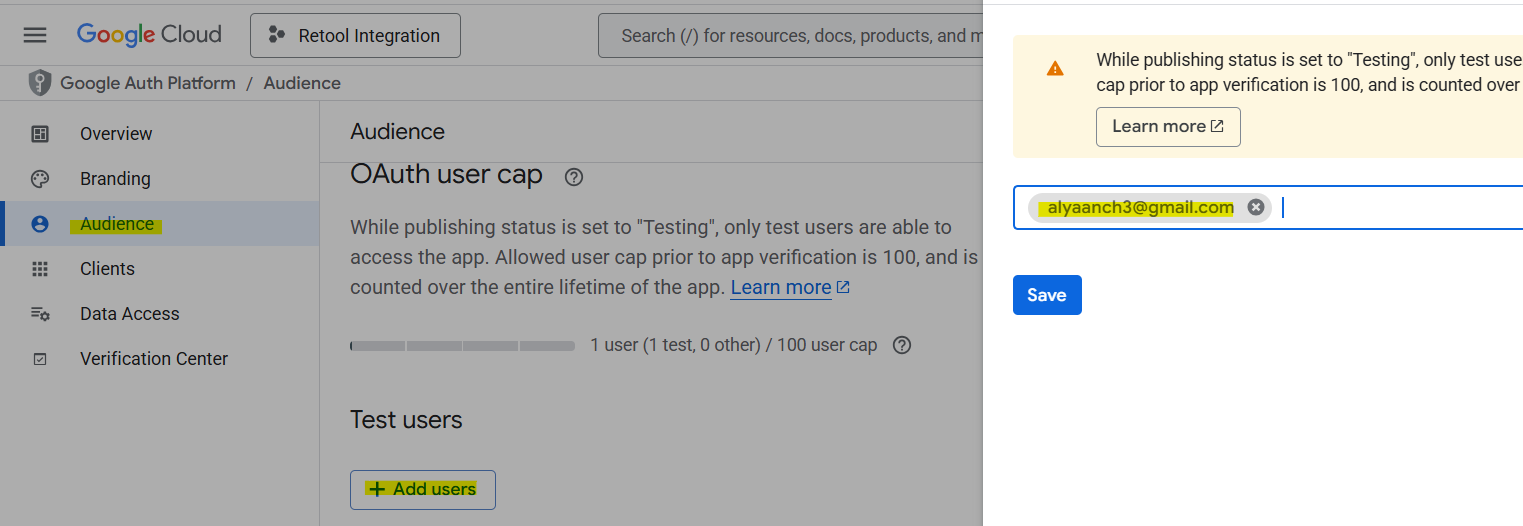 Google Cloud
Retool Integration
Search (/) for resources, docs, products, and
Google Auth Platform / Audience
Overview
Branding
Audience
Clients
Data Access
Verification Center
Audience
OAuth user cap
While publishing status is set to "Testing", only test users are able to
access the app. Allowed user cap prior to app verification is 100, and is
counted over the entire lifetime of the app. Learn more
1 user (1 test, 0 other) / 100 user cap
Test users
+ Add users
While publishing status is set to "Testing", only test
cap prior to app verification is 100, and is counted over
Learn more
alyaanch3@gmail.com
Save